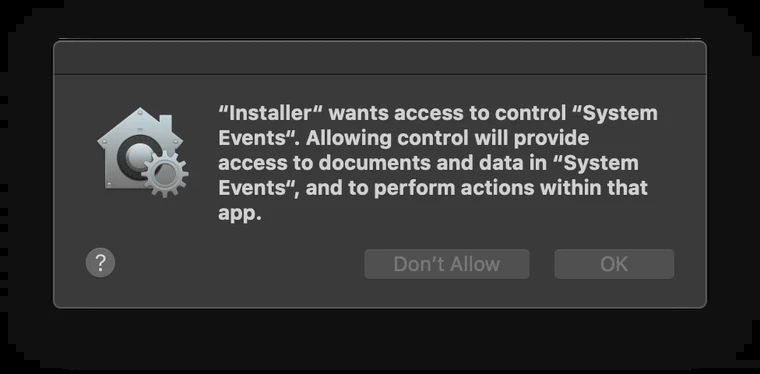 “Installer“ wants access to control “System
Events“. Allowing control will provide
access to documents and data in “System
Events“, and to perform actions within that
app.
?
Don’t Allow
OK